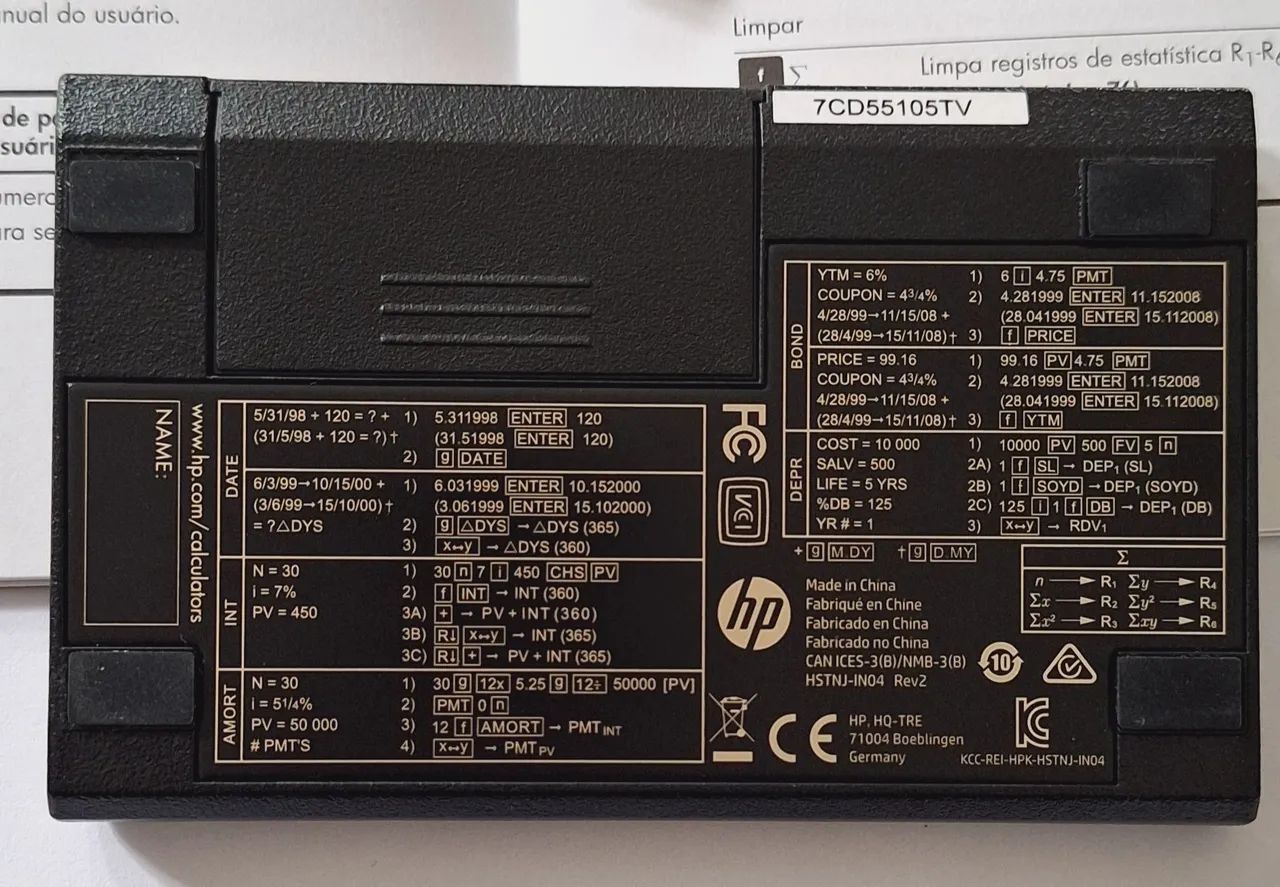 nual do usuário.
Limpar
f Σ Limpa registros de estatística R1-R6
de
suári
7CD55105TV
úmero
ra se
BOND
YTM = 6% 1) 6 i 4.75 PMT
COUPON = 4³/₄% 2) 4.281999 ENTER 11.152008
4/28/99→11/15/08 + (28.041999 ENTER 15.112008)
(28/4/99→15/11/08)† 3) f PRICE
PRICE = 99.16 1) 99.16 PV 4.75 PMT
COUPON = 4³/₄% 2) 4.281999 ENTER 11.152008
4/28/99→11/15/08 + (28.041999 ENTER 15.112008)
(28/4/99→15/11/08)† 3) f YTM
DEPR
COST = 10 000 1) 10000 PV 500 FV 5 n
SALV = 500 2A) 1 f SL → DEP₁ (SL)
LIFE = 5 YRS 2B) 1 f SOYD → DEP₁ (SOYD)
%DB = 125 2C) 125 i 1 f DB → DEP₁ (DB)
YR # = 1 3) x↔y → RDV₁
+ g M.DY † g D.MY
NAME:
www.hp.com/calculators
DATE
5/31/98 + 120 = ? + 1) 5.311998 ENTER 120
(31/5/98 + 120 = ?)† (31.51998 ENTER 120)
2) g DATE
6/3/99→10/15/00 + 1) 6.031999 ENTER 10.152000
(3/6/99→15/10/00)† (3.061999 ENTER 15.102000)
= ?△DYS 2) g △DYS → △DYS (365)
3) x↔y → △DYS (360)
INT
N = 30 1) 30 n 7 i 450 CHS PV
i = 7% 2) f INT → INT (360)
PV = 450 3A) + → PV + INT (360)
3B) R↓ x↔y → INT (365)
3C) R↓ + → PV + INT (365)
AMORT
N = 30 1) 30 g 12x 5.25 g 12÷ 50000 [PV]
i = 5¹/₄% 2) PMT 0 n
PV = 50 000 3) 12 f AMORT → PMT INT
# PMT'S 4) x↔y → PMT PV
FC
VCI
hp
Made in China
Fabriqué en Chine
Fabricado en China
Fabricado no China
CAN ICES-3(B)/NMB-3(B)
HSTNJ-IN04 Rev2
Σ
n → R₁ Σy → R₄
Σx → R₂ Σy² → R₅
Σx² → R₃ Σxy → R₆
10
CE
HP, HQ-TRE
71004 Boeblingen
Germany
KCC-REI-HPK-HSTNJ-IN04